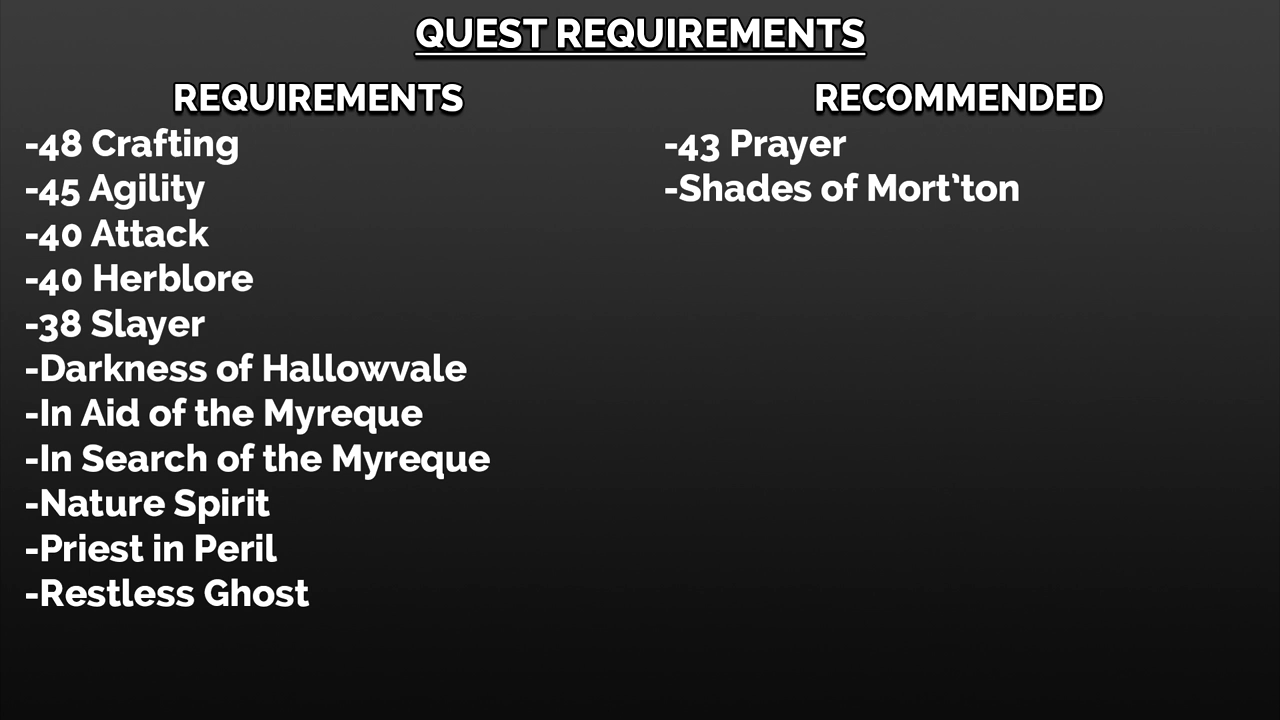 QUEST REQUIREMENTS
REQUIREMENTS
-48 Crafting
-45 Agility
-40 Attack
-40 Herblore
-38 Slayer
-Darkness of Hallowvale
-In Aid of the Myreque
-In Search of the Myreque
-Nature Spirit
-Priest in Peril
-Restless Ghost
RECOMMENDED
-43 Prayer
-Shades of Mort`ton